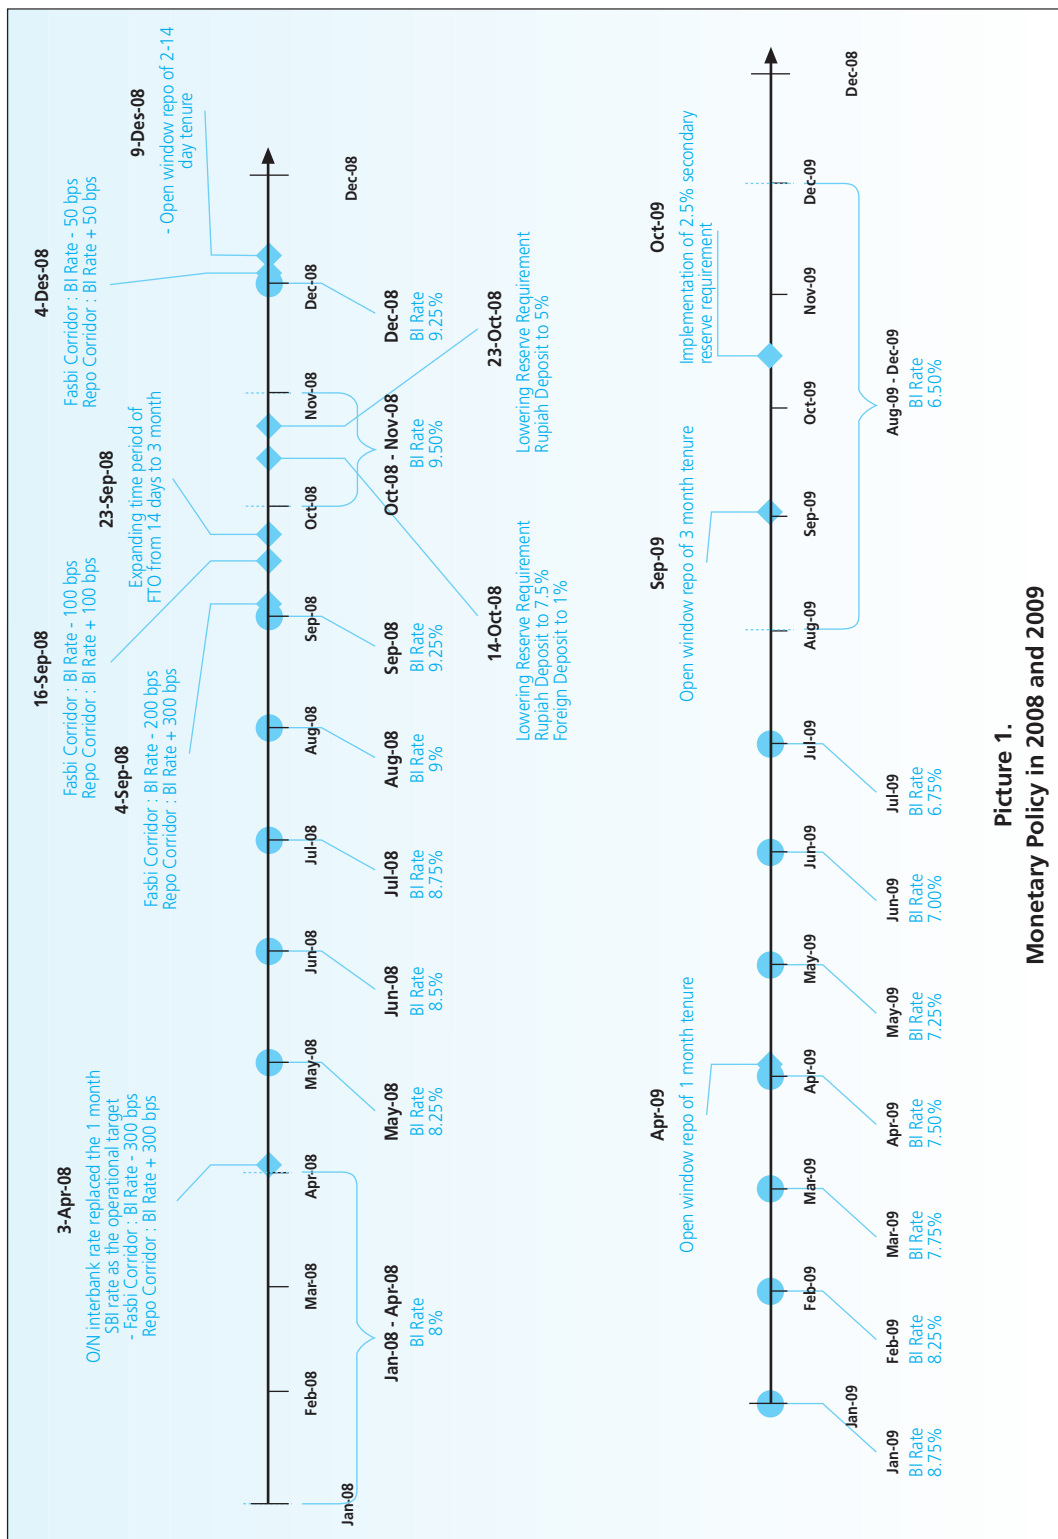 3-Apr-08
O/N interbank rate replaced the 1 month
SBI rate as the operational target
- Fasbi Corridor : BI Rate - 300 bps
Repo Corridor : BI Rate + 300 bps
4-Sep-08
Fasbi Corridor : BI Rate - 200 bps
Repo Corridor : BI Rate + 300 bps
16-Sep-08
Fasbi Corridor : BI Rate - 100 bps
Repo Corridor : BI Rate + 100 bps
23-Sep-08
Expanding time period of
FTO from 14 days to 3 month
4-Des-08
Fasbi Corridor : BI Rate - 50 bps
Repo Corridor : BI Rate + 50 bps
9-Des-08
- Open window repo of 2-14
day tenure
Jan-08
Feb-08
Mar-08
Apr-08
May-08
Jun-08
Jul-08
Aug-08
Sep-08
Oct-08
Nov-08
Dec-08
Dec-08
Jan-08 - Apr-08
BI Rate
8%
May-08
BI Rate
8.25%
Jun-08
BI Rate
8.5%
Jul-08
BI Rate
8.75%
Aug-08
BI Rate
9%
Sep-08
BI Rate
9.25%
Oct-08 - Nov-08
BI Rate
9.50%
Dec-08
BI Rate
9.25%
14-Oct-08
Lowering Reserve Requirement
Rupiah Deposit to 7.5%
Foreign Deposit to 1%
23-Oct-08
Lowering Reserve Requirement
Rupiah Deposit to 5%
Apr-09
Open window repo of 1 month tenure
Sep-09
Open window repo of 3 month tenure
Oct-09
Implementation of 2.5% secondary
reserve requirement
Jan-09
Feb-09
Mar-09
Apr-09
May-09
Jun-09
Jul-09
Aug-09
Sep-09
Oct-09
Nov-09
Dec-09
Dec-08
Jan-09
BI Rate
8.75%
Feb-09
BI Rate
8.25%
Mar-09
BI Rate
7.75%
Apr-09
BI Rate
7.50%
May-09
BI Rate
7.25%
Jun-09
BI Rate
7.00%
Jul-09
BI Rate
6.75%
Aug-09 - Dec-09
BI Rate
6.50%
Picture 1.
Monetary Policy in 2008 and 2009